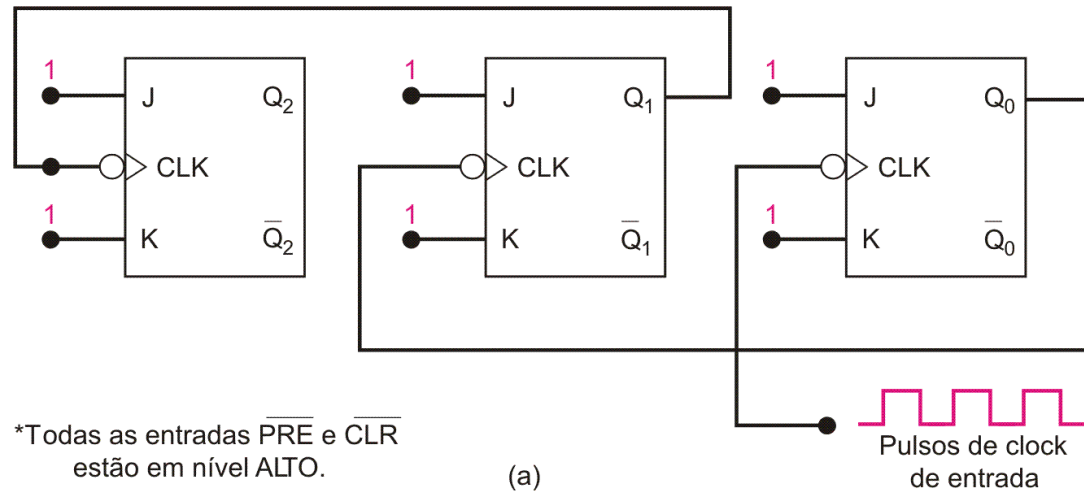 1 1 1
J Q₂ J Q₁ J Q₀
CLK CLK CLK
1 1 1
K Q̅₂ K Q̅₁ K Q̅₀
*Todas as entradas P̅R̅E̅ e C̅L̅R̅
estão em nível ALTO.
(a)
Pulsos de clock
de entrada